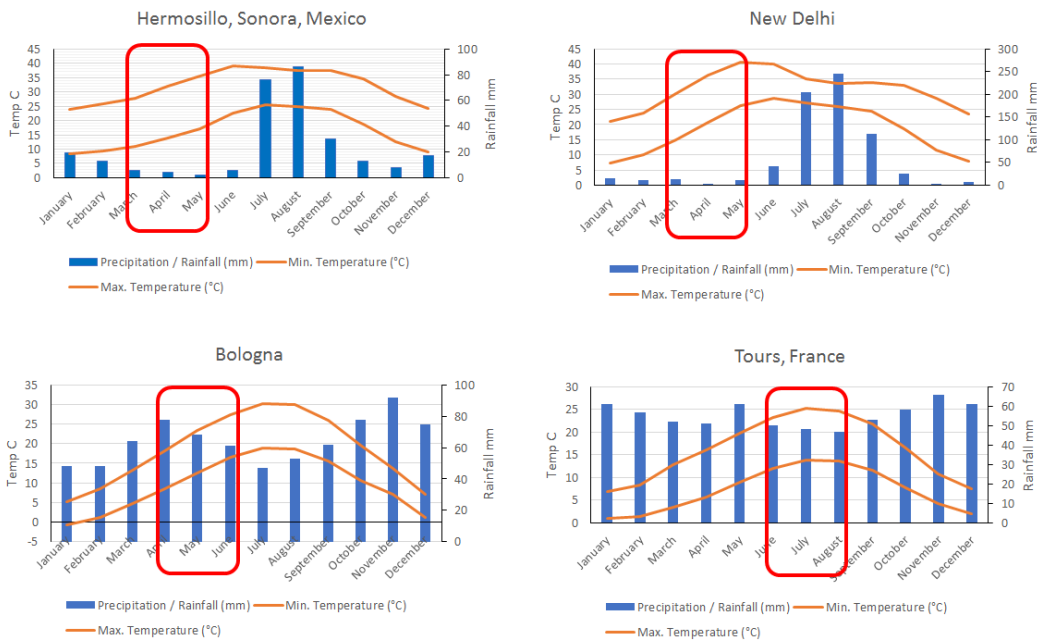 Hermosillo, Sonora, Mexico
45
40
35
30
25
20
15
10
5
0
Temp C
100
80
60
40
20
0
Rainfall mm
January
February
March
April
May
June
July
August
September
October
November
December
Precipitation / Rainfall (mm)
Min. Temperature (°C)
Max. Temperature (°C)
New Delhi
45
40
35
30
25
20
15
10
5
0
Temp C
300
250
200
150
100
50
0
Rainfall mm
January
February
March
April
May
June
July
August
September
October
November
December
Precipitation / Rainfall (mm)
Min. Temperature (°C)
Max. Temperature (°C)
Bologna
35
30
25
20
15
10
5
0
-5
Temp C
100
80
60
40
20
0
Rainfall mm
January
February
March
April
May
June
July
August
September
October
November
December
Precipitation / Rainfall (mm)
Min. Temperature (°C)
Max. Temperature (°C)
Tours, France
30
25
20
15
10
5
0
Temp C
70
60
50
40
30
20
10
0
Rainfall mm
January
February
March
April
May
June
July
August
September
October
November
December
Precipitation / Rainfall (mm)
Min. Temperature (°C)
Max. Temperature (°C)